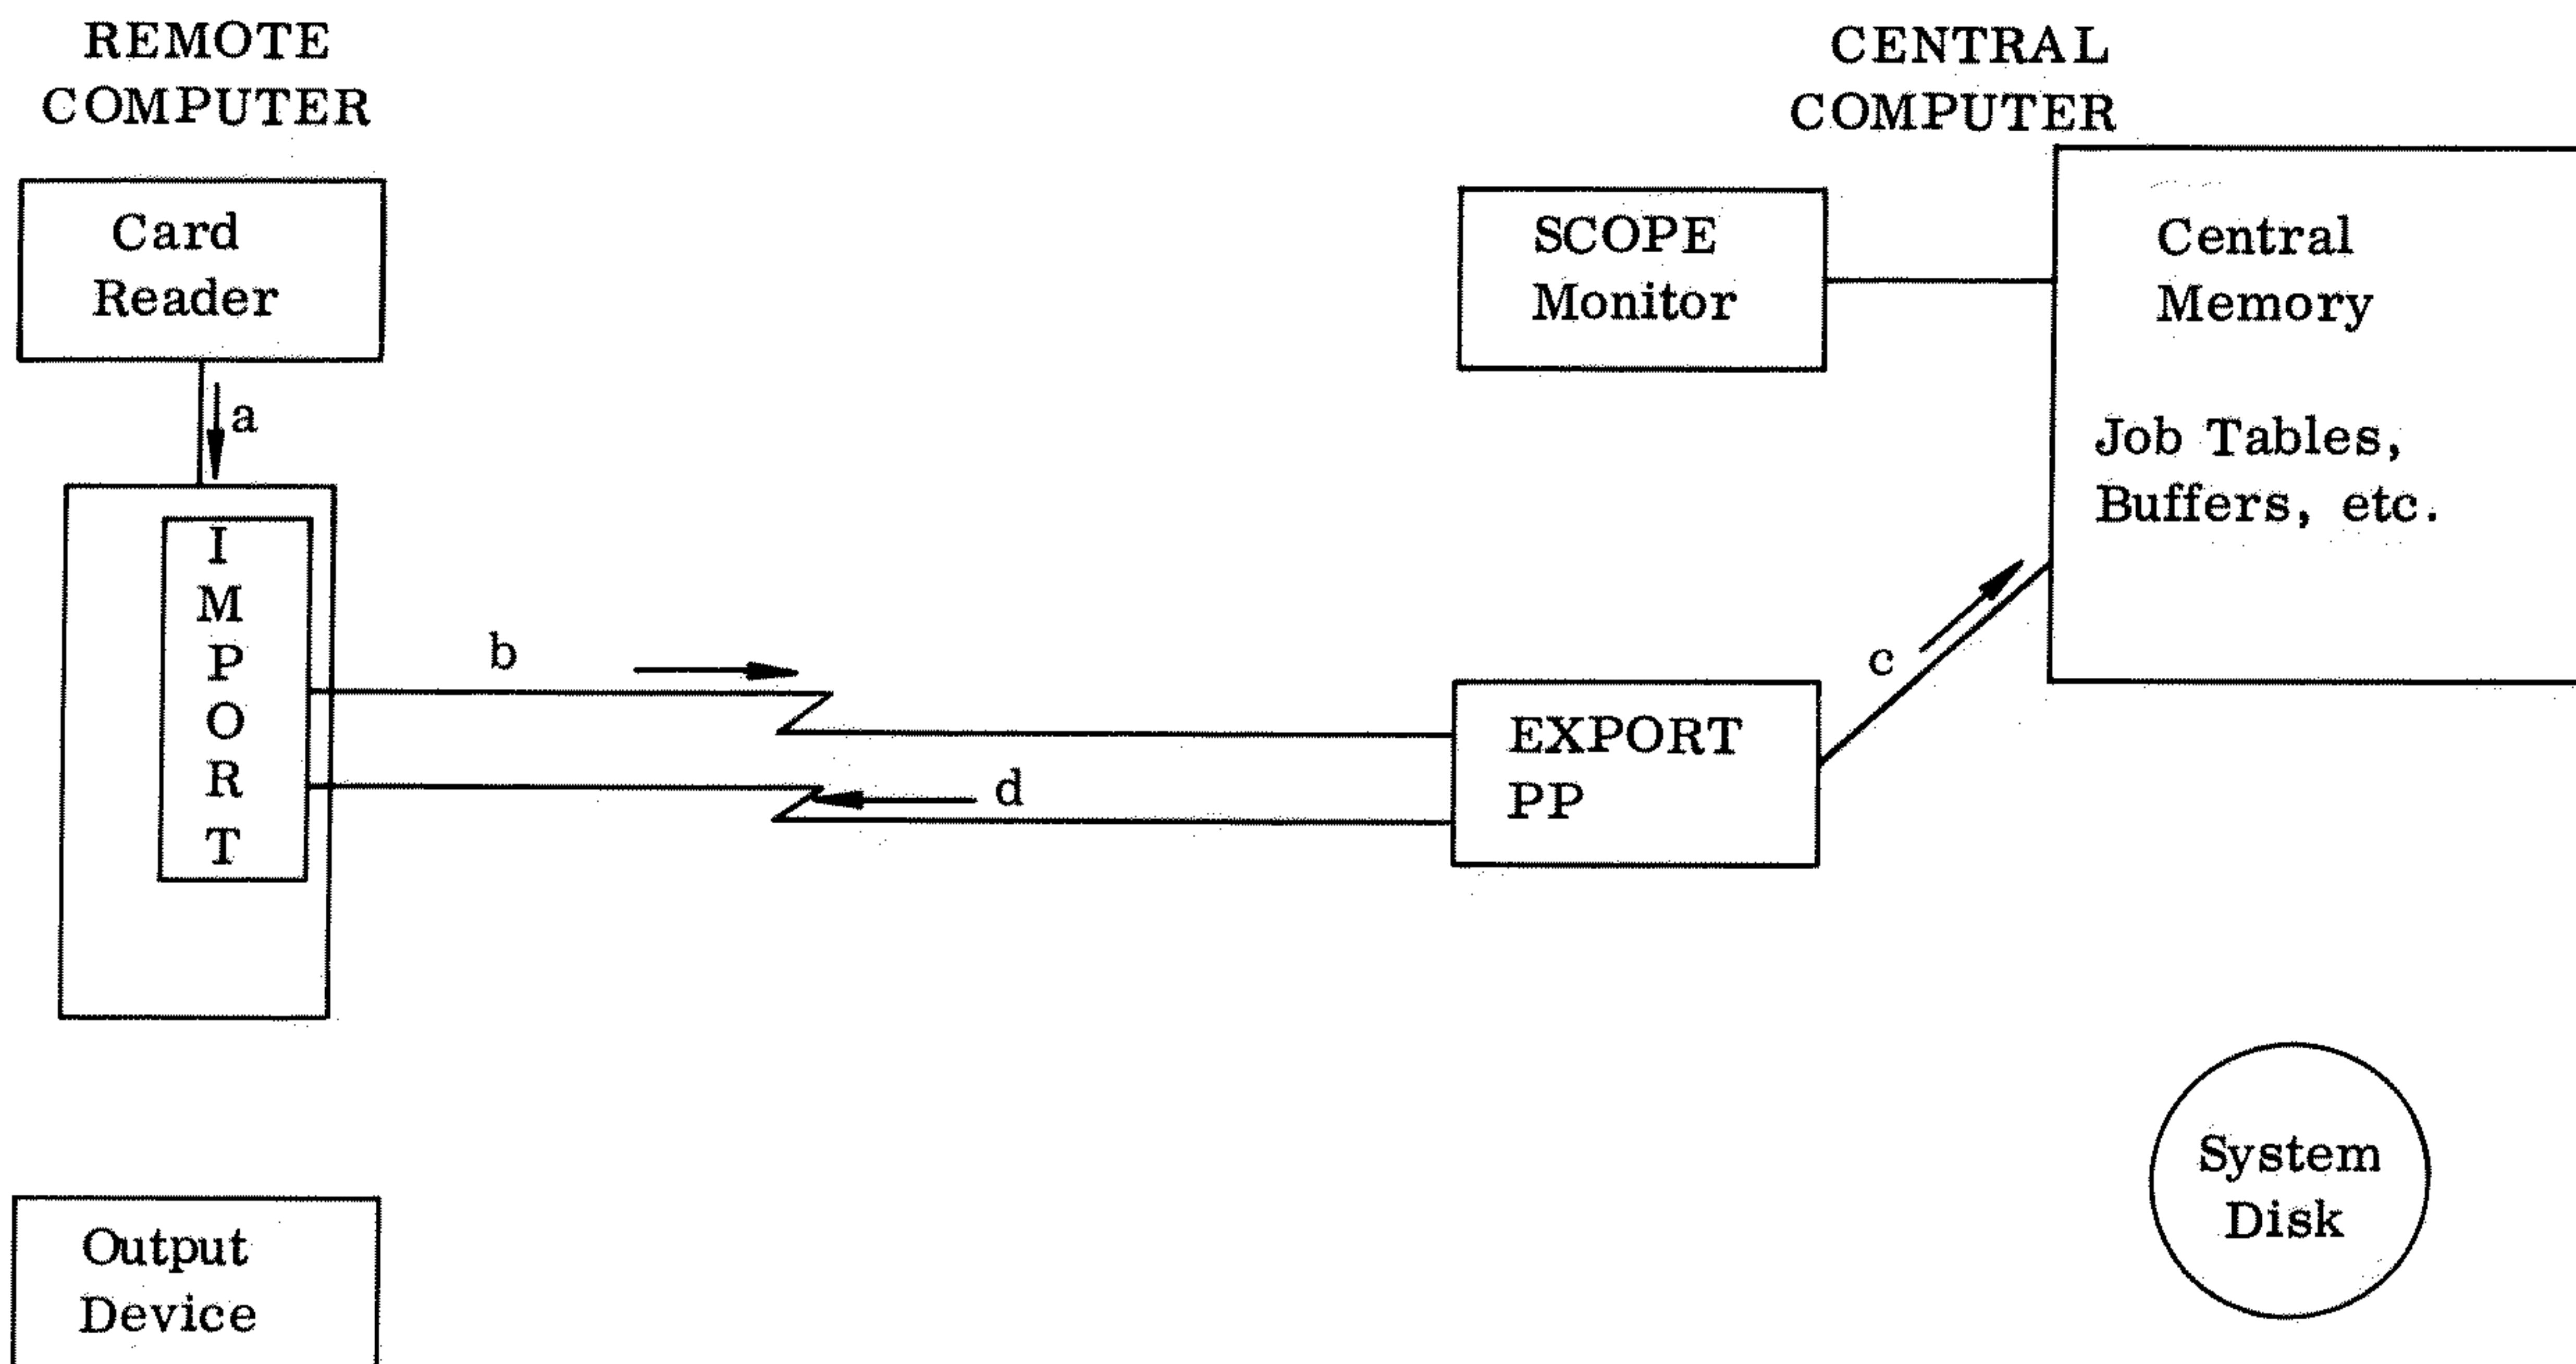 REMOTE
COMPUTER
CENTRAL
COMPUTER
Card
Reader
a
SCOPE
Monitor
Central
Memory
Job Tables,
Buffers, etc.
I
M
P
O
R
T
b
c
d
EXPORT
PP
Output
Device
System
Disk